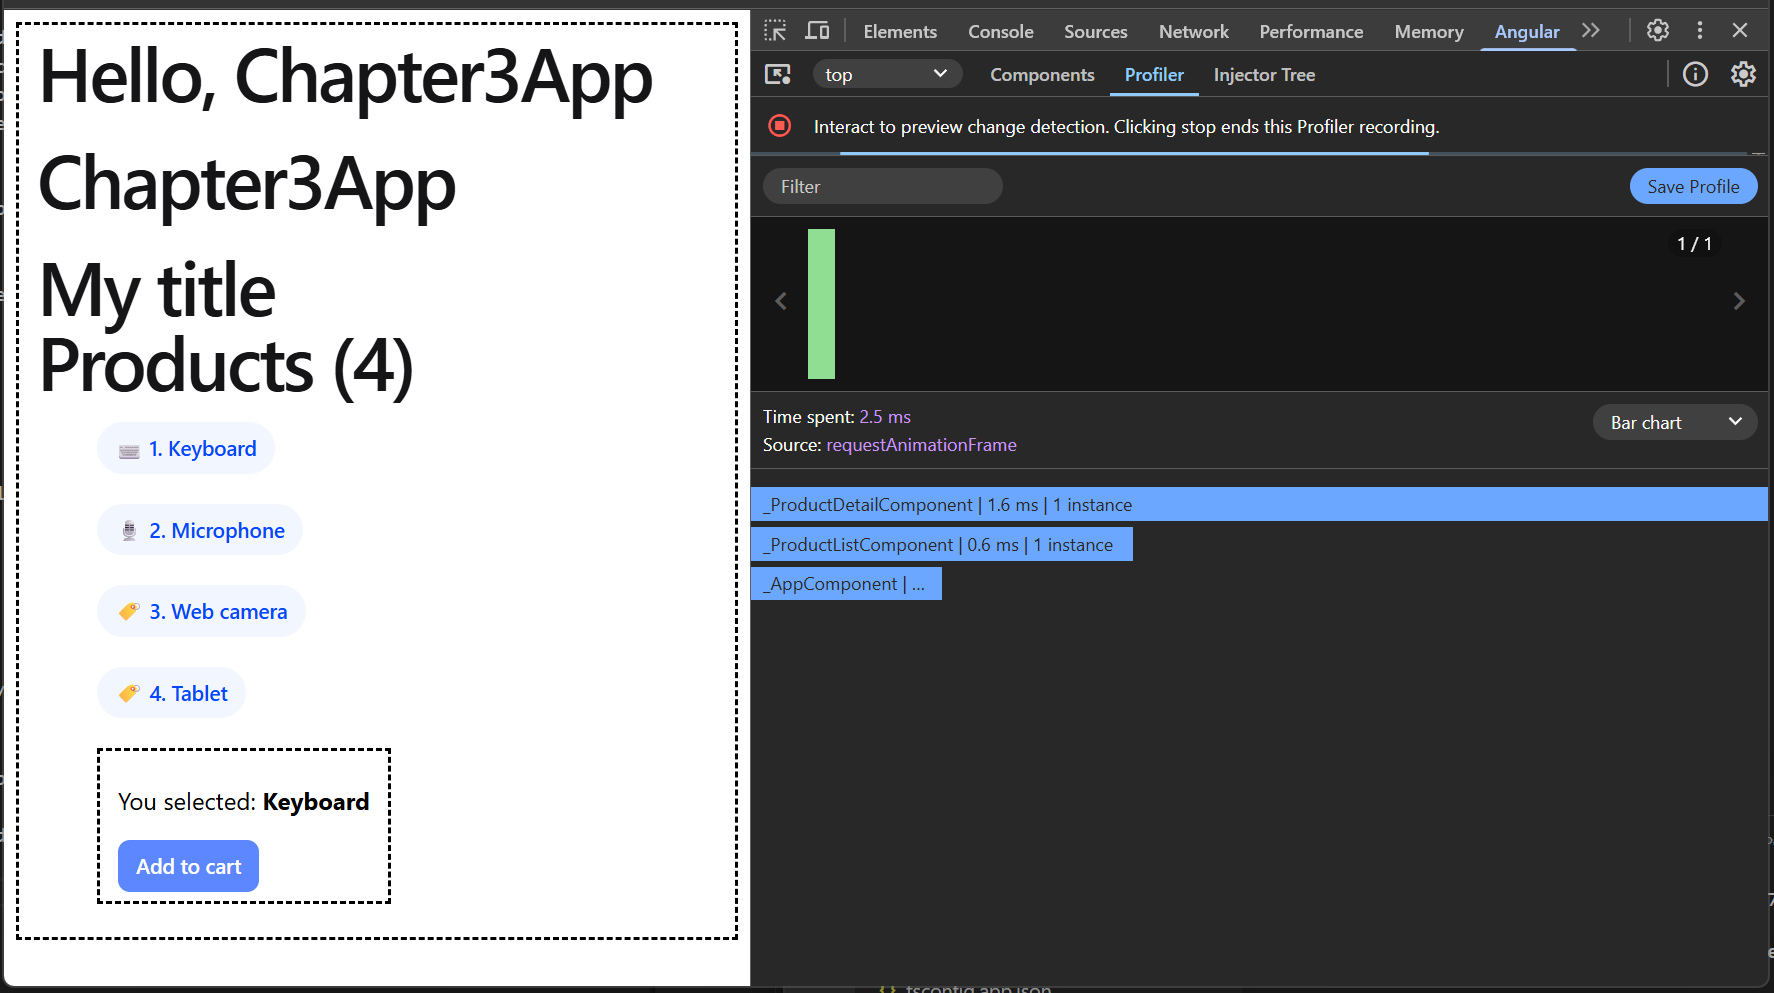 Hello, Chapter3App
Chapter3App
My title
Products (4)
1. Keyboard
2. Microphone
3. Web camera
4. Tablet
You selected: Keyboard
Add to cart
Elements Console Sources Network Performance Memory Angular
top Components Profiler Injector Tree
Interact to preview change detection. Clicking stop ends this Profiler recording.
Filter Save Profile
1 / 1
Time spent: 2.5 ms
Source: requestAnimationFrame
Bar chart
_ProductDetailComponent | 1.6 ms | 1 instance
_ProductListComponent | 0.6 ms | 1 instance
_AppComponent | ...
tsconfig.app.json